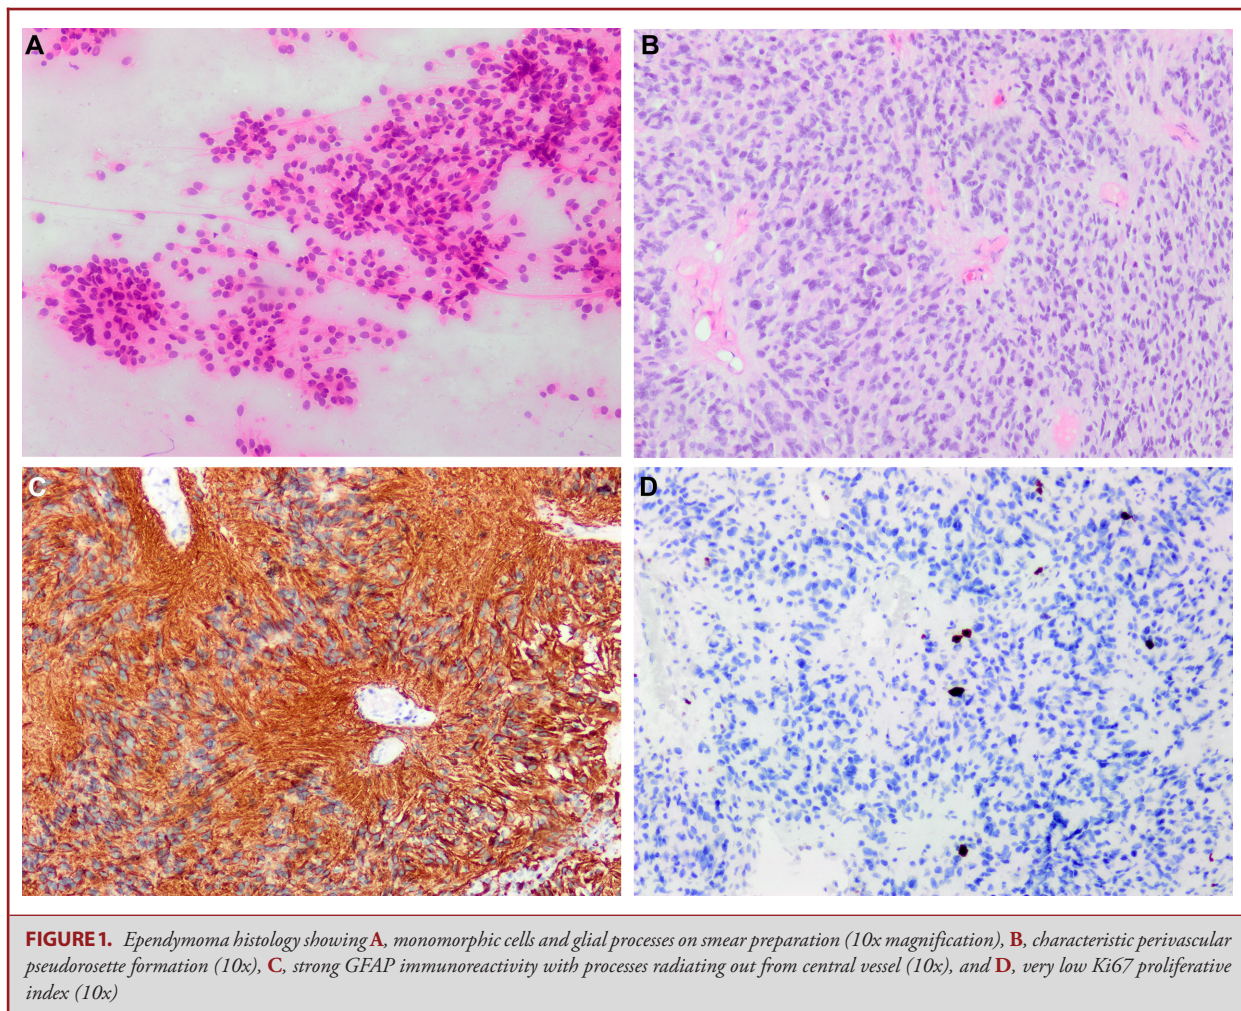 A
B
C
D
FIGURE 1. Ependymoma histology showing A, monomorphic cells and glial processes on smear preparation (10x magnification), B, characteristic perivascular
pseudorosette formation (10x), C, strong GFAP immunoreactivity with processes radiating out from central vessel (10x), and D, very low Ki67 proliferative
index (10x)